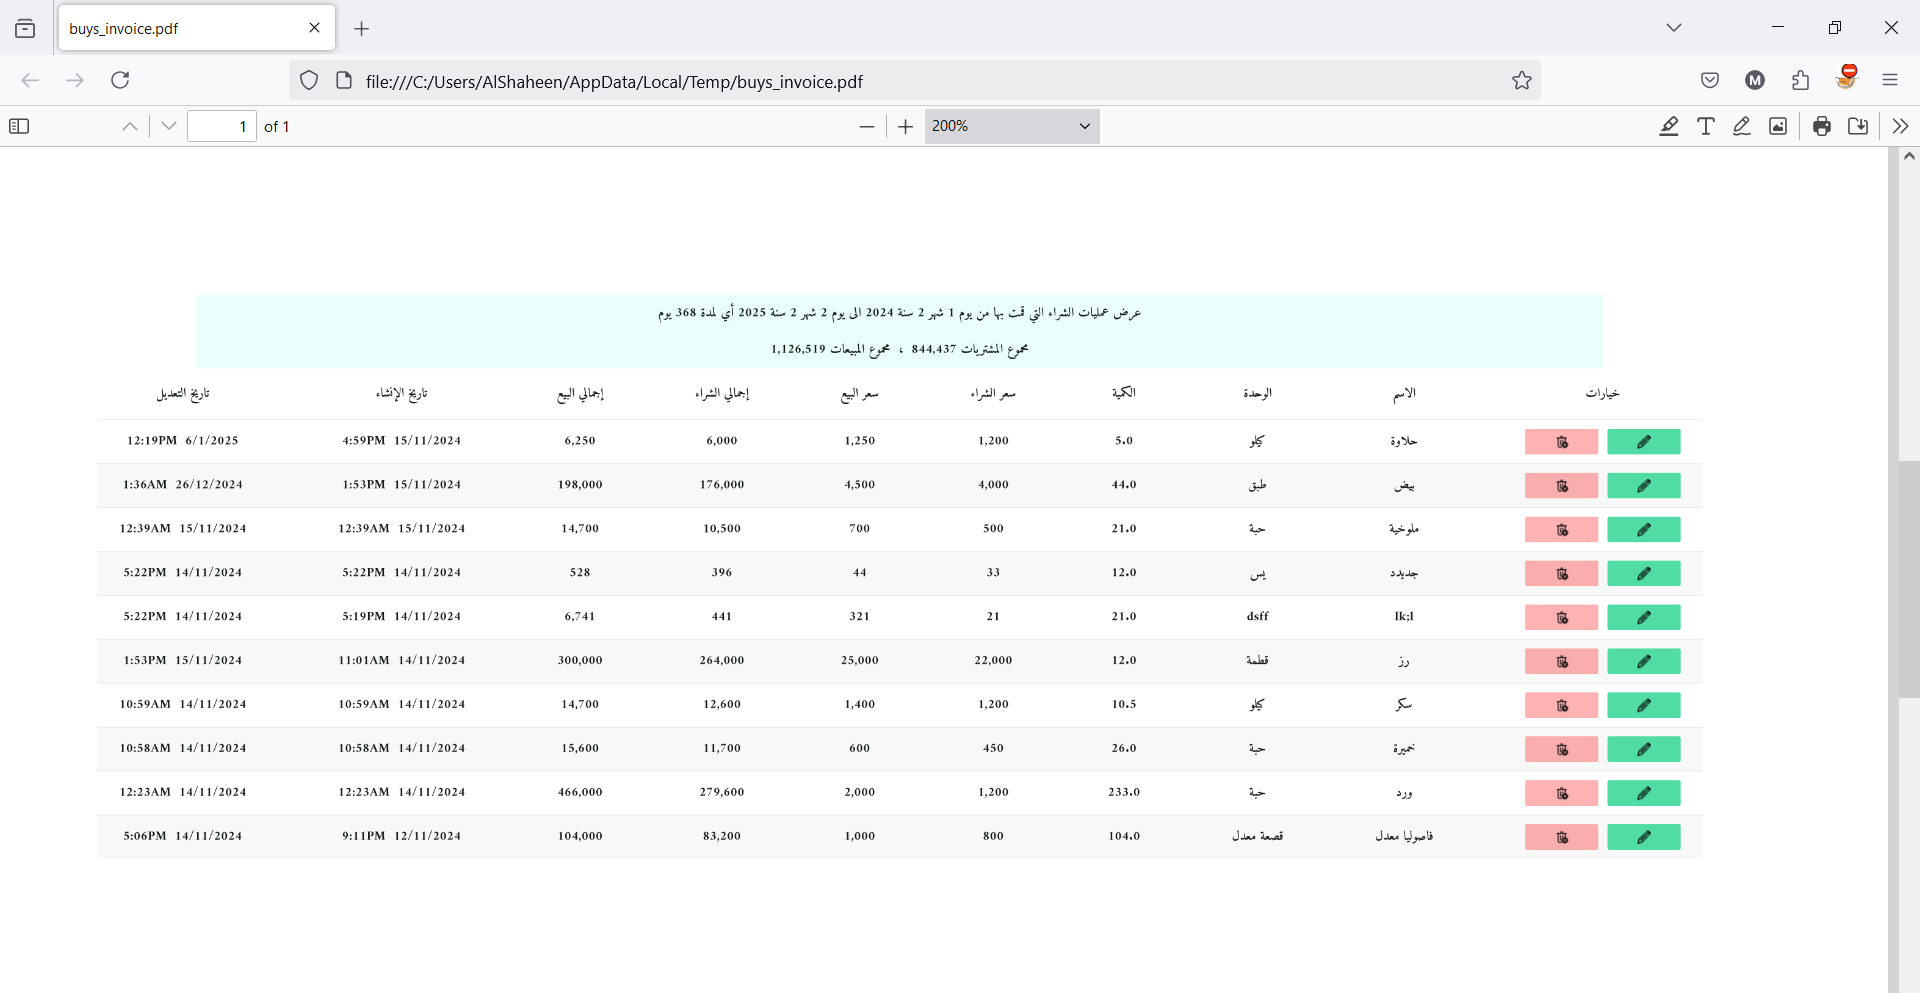 buys_invoice.pdf
file:///C:/Users/AlShaheen/AppData/Local/Temp/buys_invoice.pdf
M
1 of 1
200%
عرض عمليات الشراء التي قمت بها من يوم 1 شهر 2 سنة 2024 الى يوم 2 شهر 2 سنة 2025 أي لمدة 368 يوم
مجموع المشتريات 844,437 ، مجموع المبيعات 1,126,519
خيارات الاسم الوحدة الكمية سعر الشراء سعر البيع إجمالي الشراء إجمالي البيع تاريخ الإنشاء تاريخ التعديل
حلاوة كيلو 5.0 1,200 1,250 6,000 6,250 4:59PM 15/11/2024 12:19PM 6/1/2025
بيض طبق 44.0 4,000 4,500 176,000 198,000 1:53PM 15/11/2024 1:36AM 26/12/2024
ملوخية حبة 21.0 500 700 10,500 14,700 12:39AM 15/11/2024 12:39AM 15/11/2024
جديدد يس 12.0 33 44 396 528 5:22PM 14/11/2024 5:22PM 14/11/2024
lk;l dsff 21.0 21 321 441 6,741 5:19PM 14/11/2024 5:22PM 14/11/2024
رز قطمة 12.0 22,000 25,000 264,000 300,000 11:01AM 14/11/2024 1:53PM 15/11/2024
سكر كيلو 10.5 1,200 1,400 12,600 14,700 10:59AM 14/11/2024 10:59AM 14/11/2024
خميرة حبة 26.0 450 600 11,700 15,600 10:58AM 14/11/2024 10:58AM 14/11/2024
ورد حبة 233.0 1,200 2,000 279,600 466,000 12:23AM 14/11/2024 12:23AM 14/11/2024
فاصوليا معدل قصعة معدل 104.0 800 1,000 83,200 104,000 9:11PM 12/11/2024 5:06PM 14/11/2024